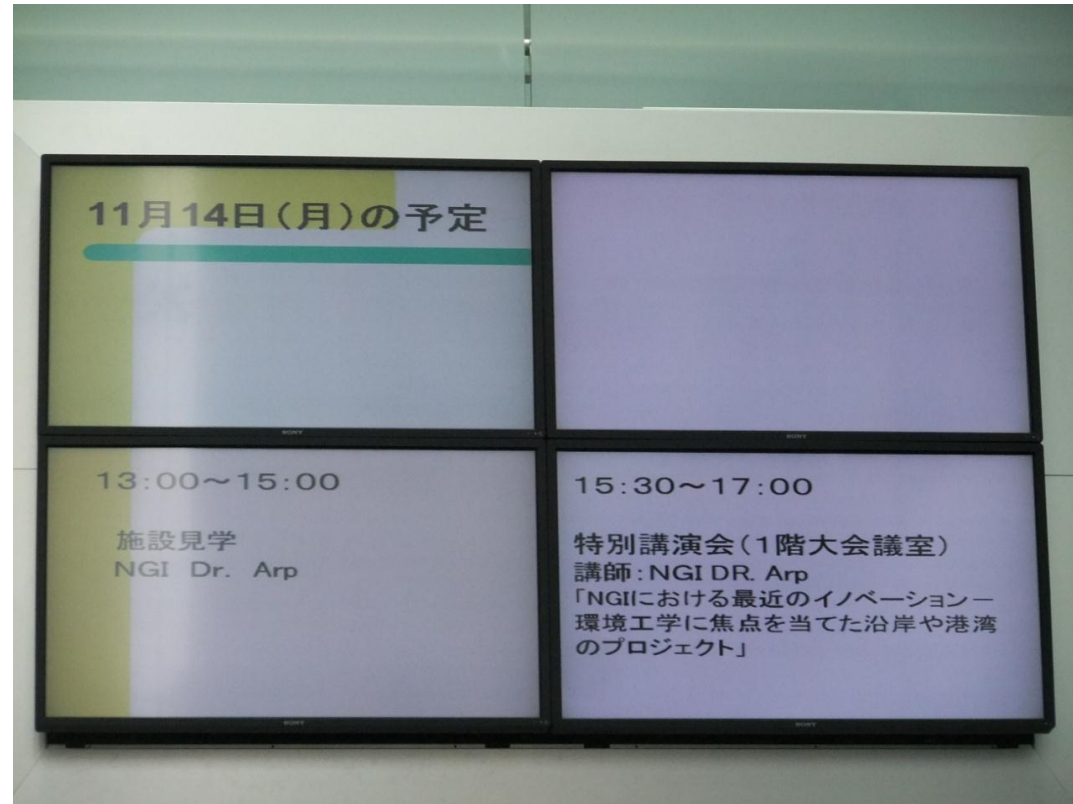 11月14日(月)の予定
SONY
SONY
13:00～15:00
施設見学
NGI Dr. Arp
15:30～17:00
特別講演会(1階大会議室)
講師:NGI DR. Arp
「NGIにおける最近のイノベーション－
環境工学に焦点を当てた沿岸や港湾
のプロジェクト」
SONY
SONY